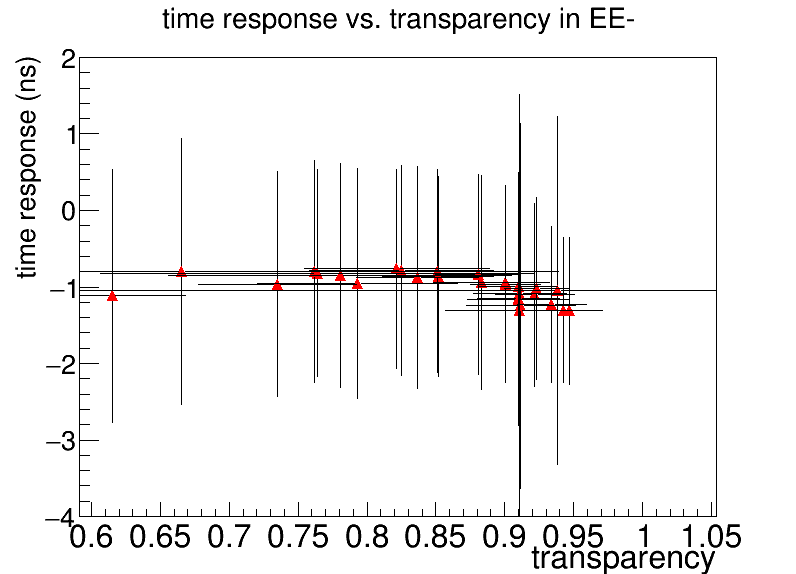 time response vs. transparency in EE-
time response (ns)
2
1
0
−1
−2
−3
−4
0.6 0.65 0.7 0.75 0.8 0.85 0.9 0.95 1 1.05
transparency